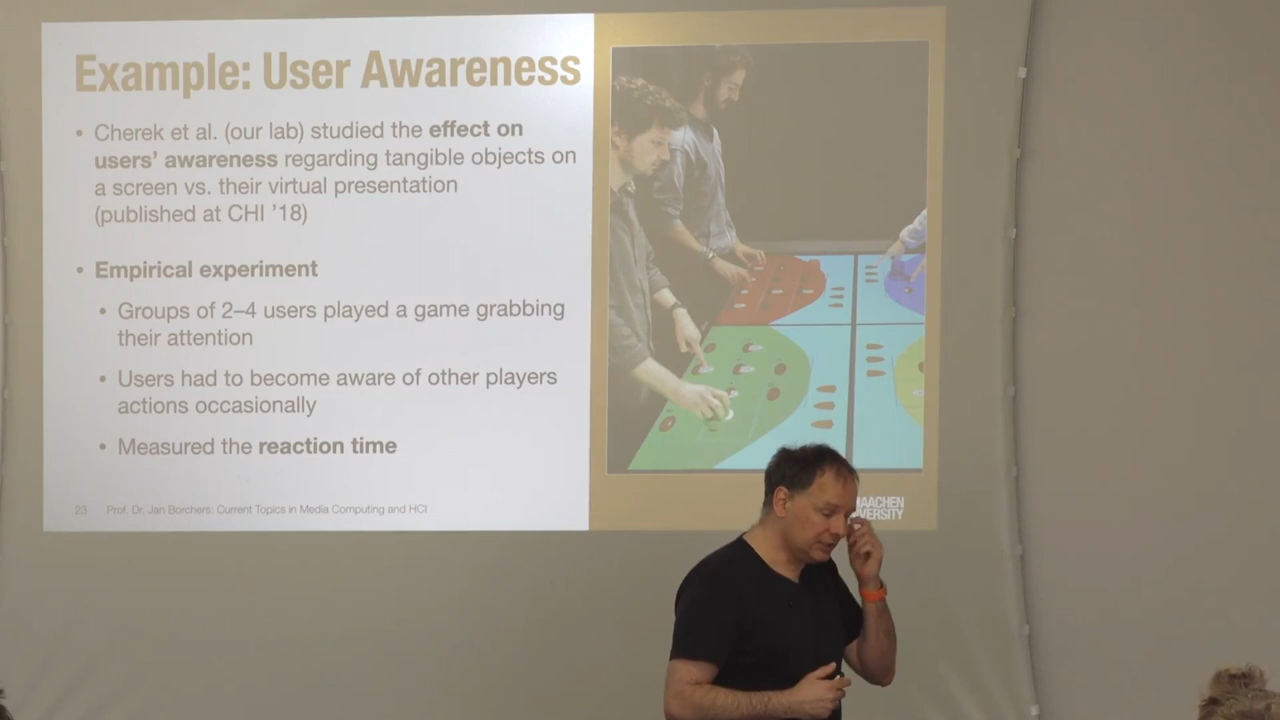 Example: User Awareness
• Cherek et al. (our lab) studied the effect on
users' awareness regarding tangible objects on
a screen vs. their virtual presentation
(published at CHI '18)
• Empirical experiment
• Groups of 2–4 users played a game grabbing
their attention
• Users had to become aware of other players
actions occasionally
• Measured the reaction time
23 Prof. Dr. Jan Borchers: Current Topics in Media Computing and HCI
AACHEN
VERSITY